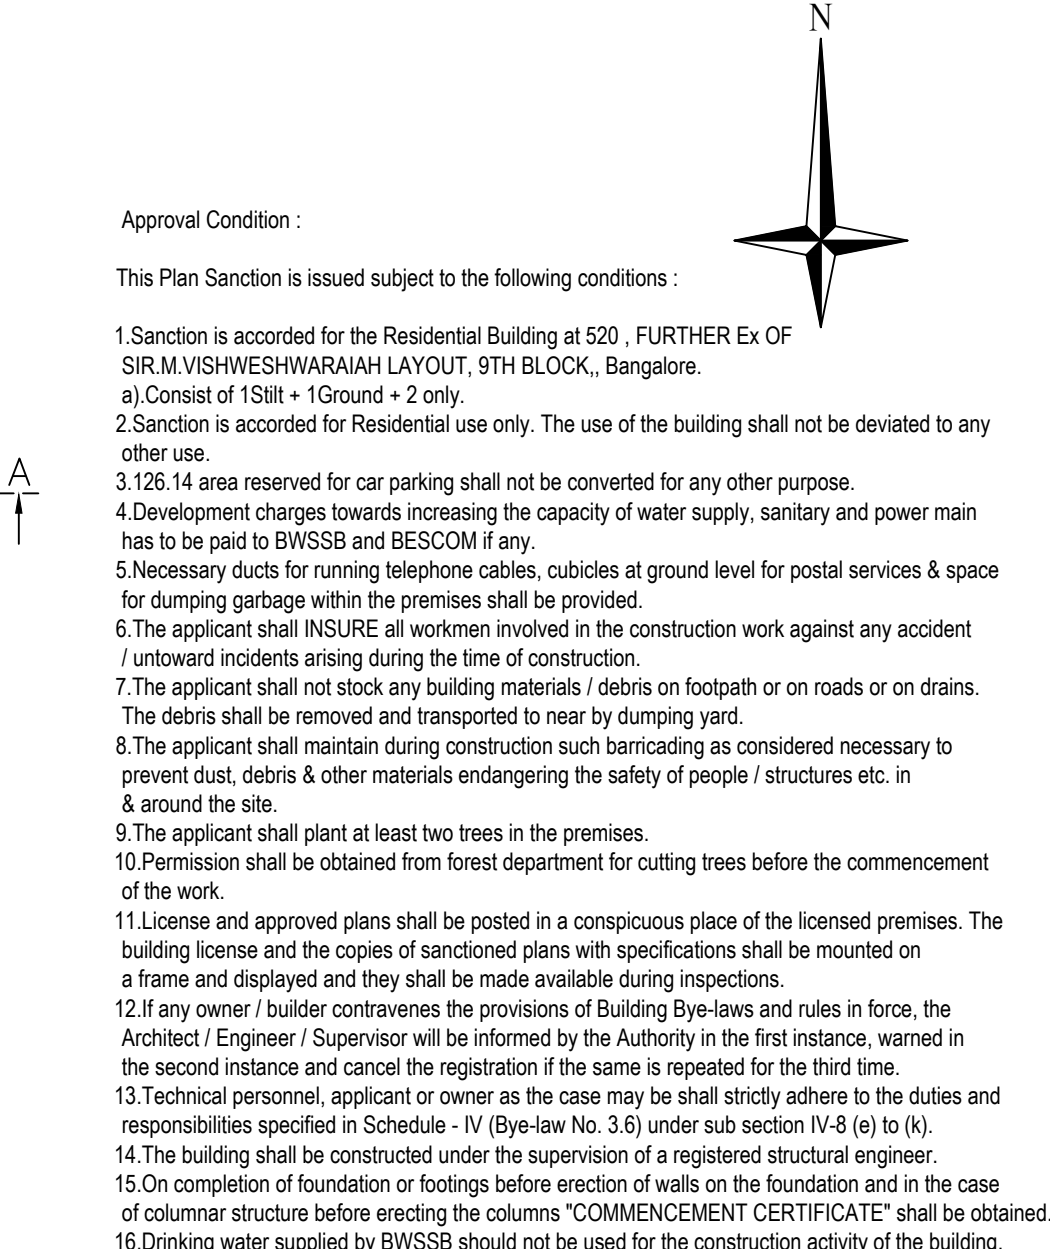 N
Approval Condition :
This Plan Sanction is issued subject to the following conditions :
1.Sanction is accorded for the Residential Building at 520 , FURTHER Ex OF
SIR.M.VISHWESHWARAIAH LAYOUT, 9TH BLOCK,, Bangalore.
a).Consist of 1Stilt + 1Ground + 2 only.
2.Sanction is accorded for Residential use only. The use of the building shall not be deviated to any
other use.
A
3.126.14 area reserved for car parking shall not be converted for any other purpose.
4.Development charges towards increasing the capacity of water supply, sanitary and power main
has to be paid to BWSSB and BESCOM if any.
5.Necessary ducts for running telephone cables, cubicles at ground level for postal services & space
for dumping garbage within the premises shall be provided.
6.The applicant shall INSURE all workmen involved in the construction work against any accident
/ untoward incidents arising during the time of construction.
7.The applicant shall not stock any building materials / debris on footpath or on roads or on drains.
The debris shall be removed and transported to near by dumping yard.
8.The applicant shall maintain during construction such barricading as considered necessary to
prevent dust, debris & other materials endangering the safety of people / structures etc. in
& around the site.
9.The applicant shall plant at least two trees in the premises.
10.Permission shall be obtained from forest department for cutting trees before the commencement
of the work.
11.License and approved plans shall be posted in a conspicuous place of the licensed premises. The
building license and the copies of sanctioned plans with specifications shall be mounted on
a frame and displayed and they shall be made available during inspections.
12.If any owner / builder contravenes the provisions of Building Bye-laws and rules in force, the
Architect / Engineer / Supervisor will be informed by the Authority in the first instance, warned in
the second instance and cancel the registration if the same is repeated for the third time.
13.Technical personnel, applicant or owner as the case may be shall strictly adhere to the duties and
responsibilities specified in Schedule - IV (Bye-law No. 3.6) under sub section IV-8 (e) to (k).
14.The building shall be constructed under the supervision of a registered structural engineer.
15.On completion of foundation or footings before erection of walls on the foundation and in the case
of columnar structure before erecting the columns "COMMENCEMENT CERTIFICATE" shall be obtained.
16.Drinking water supplied by BWSSB should not be used for the construction activity of the building.